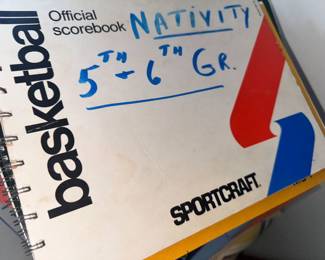 Official
scorebook
NATIVITY
5TH + 6TH GR.
basketball
SPORTCRAFT